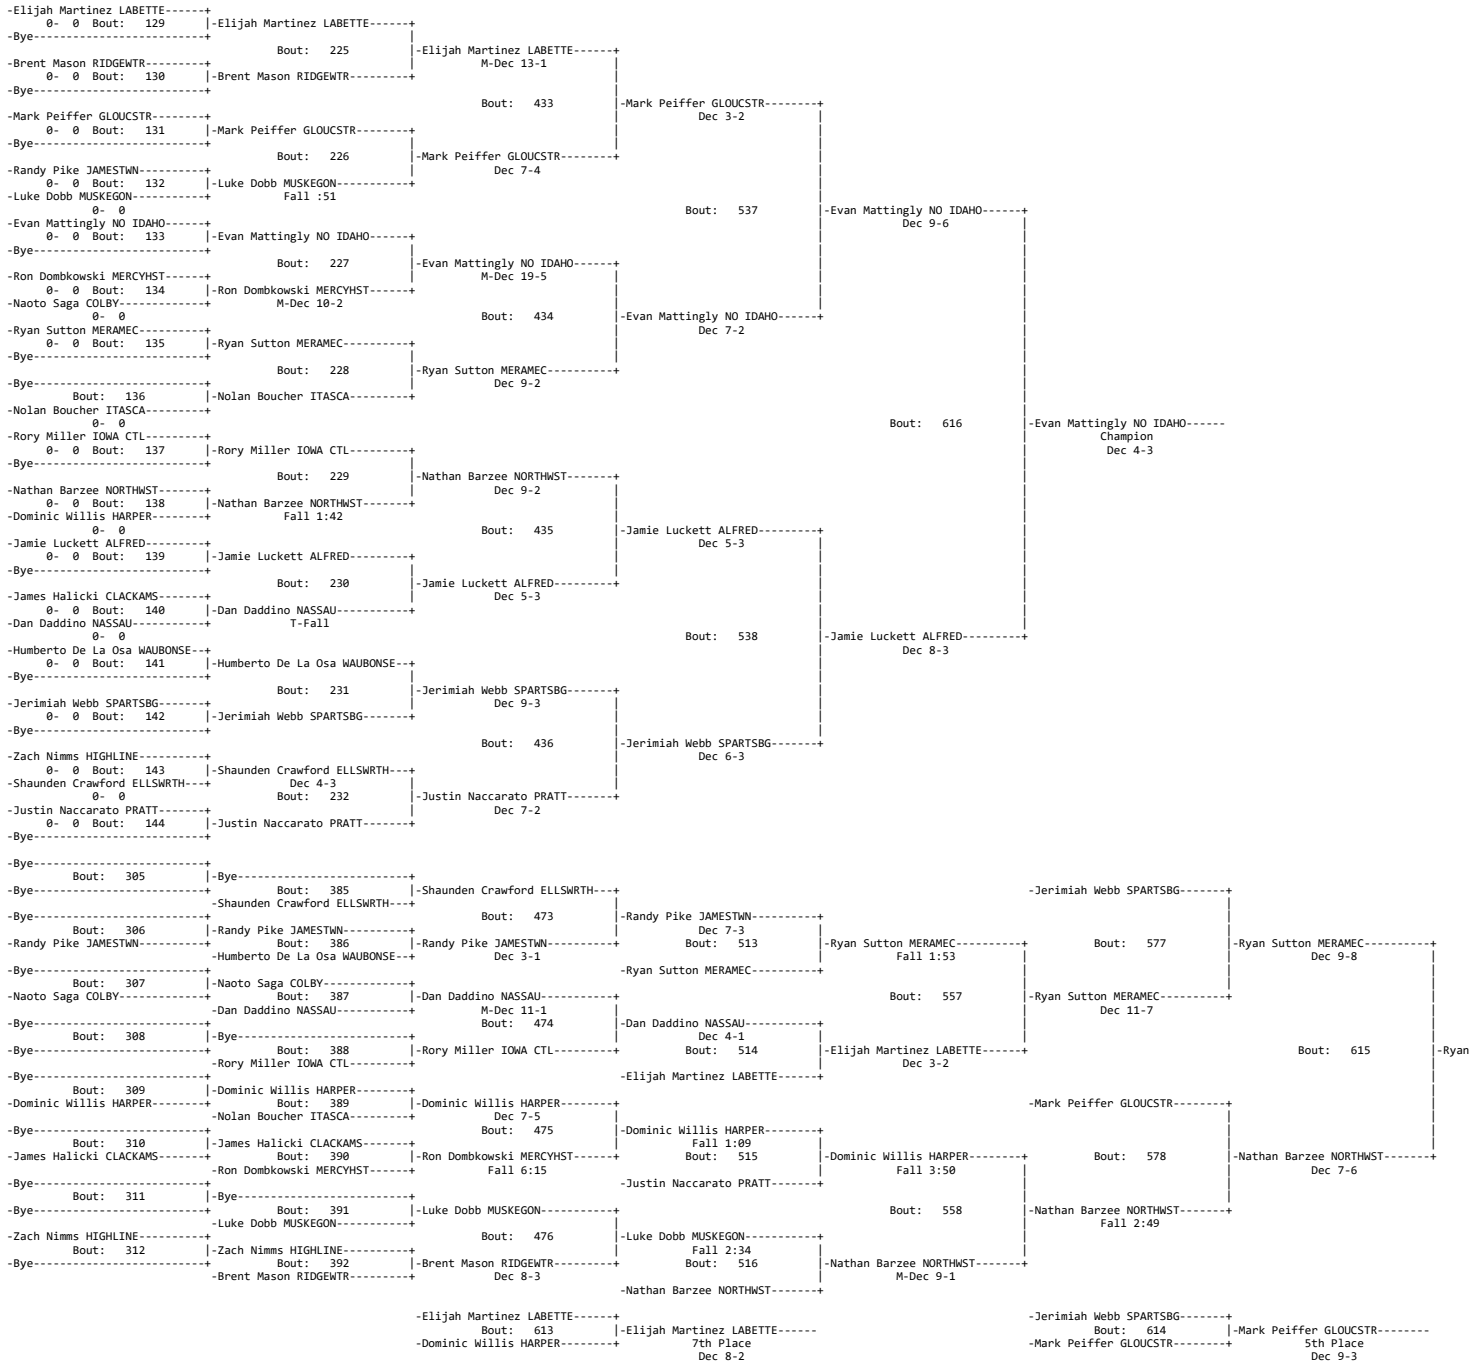 -Elijah Martinez LABETTE------+
0- 0 Bout: 129 |-Elijah Martinez LABETTE------+
-Bye--------------------------+ |
Bout: 225 |-Elijah Martinez LABETTE------+
-Brent Mason RIDGEWTR---------+ | M-Dec 13-1 |
0- 0 Bout: 130 |-Brent Mason RIDGEWTR---------+ |
-Bye--------------------------+ |
Bout: 433 |-Mark Peiffer GLOUCSTR--------+
-Mark Peiffer GLOUCSTR--------+ | Dec 3-2 |
0- 0 Bout: 131 |-Mark Peiffer GLOUCSTR--------+ | |
-Bye--------------------------+ | | |
Bout: 226 |-Mark Peiffer GLOUCSTR--------+ |
-Randy Pike JAMESTWN----------+ | Dec 7-4 |
0- 0 Bout: 132 |-Luke Dobb MUSKEGON-----------+ |
-Luke Dobb MUSKEGON-----------+ Fall :51 |
0- 0 Bout: 537 |-Evan Mattingly NO IDAHO------+
-Evan Mattingly NO IDAHO------+ | Dec 9-6 |
0- 0 Bout: 133 |-Evan Mattingly NO IDAHO------+ | |
-Bye--------------------------+ | | |
Bout: 227 |-Evan Mattingly NO IDAHO------+ | |
-Ron Dombkowski MERCYHST------+ | M-Dec 19-5 | | |
0- 0 Bout: 134 |-Ron Dombkowski MERCYHST------+ | | |
-Naoto Saga COLBY-------------+ M-Dec 10-2 | | |
0- 0 Bout: 434 |-Evan Mattingly NO IDAHO------+ |
-Ryan Sutton MERAMEC----------+ | Dec 7-2 |
0- 0 Bout: 135 |-Ryan Sutton MERAMEC----------+ | |
-Bye--------------------------+ | | |
Bout: 228 |-Ryan Sutton MERAMEC----------+ |
-Bye--------------------------+ | Dec 9-2 |
Bout: 136 |-Nolan Boucher ITASCA---------+ |
-Nolan Boucher ITASCA---------+ |
0- 0 Bout: 616 |-Evan Mattingly NO IDAHO------
-Rory Miller IOWA CTL---------+ | Champion
0- 0 Bout: 137 |-Rory Miller IOWA CTL---------+ | Dec 4-3
-Bye--------------------------+ | |
Bout: 229 |-Nathan Barzee NORTHWST-------+ |
-Nathan Barzee NORTHWST-------+ | Dec 9-2 | |
0- 0 Bout: 138 |-Nathan Barzee NORTHWST-------+ | |
-Dominic Willis HARPER--------+ Fall 1:42 | |
0- 0 Bout: 435 |-Jamie Luckett ALFRED---------+ |
-Jamie Luckett ALFRED---------+ | Dec 5-3 | |
0- 0 Bout: 139 |-Jamie Luckett ALFRED---------+ | | |
-Bye--------------------------+ | | | |
Bout: 230 |-Jamie Luckett ALFRED---------+ | |
-James Halicki CLACKAMS-------+ | Dec 5-3 | |
0- 0 Bout: 140 |-Dan Daddino NASSAU-----------+ | |
-Dan Daddino NASSAU-----------+ T-Fall | |
0- 0 Bout: 538 |-Jamie Luckett ALFRED---------+
-Humberto De La Osa WAUBONSE--+ | Dec 8-3
0- 0 Bout: 141 |-Humberto De La Osa WAUBONSE--+ |
-Bye--------------------------+ | |
Bout: 231 |-Jerimiah Webb SPARTSBG-------+ |
-Jerimiah Webb SPARTSBG-------+ | Dec 9-3 | |
0- 0 Bout: 142 |-Jerimiah Webb SPARTSBG-------+ | |
-Bye--------------------------+ | |
Bout: 436 |-Jerimiah Webb SPARTSBG-------+
-Zach Nimms HIGHLINE----------+ | Dec 6-3
0- 0 Bout: 143 |-Shaunden Crawford ELLSWRTH---+ |
-Shaunden Crawford ELLSWRTH---+ Dec 4-3 | |
0- 0 Bout: 232 |-Justin Naccarato PRATT-------+
-Justin Naccarato PRATT-------+ | Dec 7-2
0- 0 Bout: 144 |-Justin Naccarato PRATT-------+
-Bye--------------------------+
-Bye--------------------------+
Bout: 305 |-Bye--------------------------+
-Bye--------------------------+ Bout: 385 |-Shaunden Crawford ELLSWRTH---+ -Jerimiah Webb SPARTSBG-------+
-Shaunden Crawford ELLSWRTH---+ | |
-Bye--------------------------+ Bout: 473 |-Randy Pike JAMESTWN----------+ |
Bout: 306 |-Randy Pike JAMESTWN----------+ | Dec 7-3 | |
-Randy Pike JAMESTWN----------+ Bout: 386 |-Randy Pike JAMESTWN----------+ Bout: 513 |-Ryan Sutton MERAMEC----------+ Bout: 577 |-Ryan Sutton MERAMEC----------+
-Humberto De La Osa WAUBONSE--+ Dec 3-1 | Fall 1:53 | | Dec 9-8 |
-Bye--------------------------+ -Ryan Sutton MERAMEC----------+ | | |
Bout: 307 |-Naoto Saga COLBY-------------+ | | |
-Naoto Saga COLBY-------------+ Bout: 387 |-Dan Daddino NASSAU-----------+ Bout: 557 |-Ryan Sutton MERAMEC----------+ |
-Dan Daddino NASSAU-----------+ M-Dec 11-1 | | Dec 11-7 |
-Bye--------------------------+ Bout: 474 |-Dan Daddino NASSAU-----------+ | |
Bout: 308 |-Bye--------------------------+ | Dec 4-1 | | |
-Bye--------------------------+ Bout: 388 |-Rory Miller IOWA CTL---------+ Bout: 514 |-Elijah Martinez LABETTE------+ Bout: 615 |-Ryan
-Rory Miller IOWA CTL---------+ | Dec 3-2 |
-Bye--------------------------+ -Elijah Martinez LABETTE------+ |
Bout: 309 |-Dominic Willis HARPER--------+ |
-Dominic Willis HARPER--------+ Bout: 389 |-Dominic Willis HARPER--------+ -Mark Peiffer GLOUCSTR--------+ |
-Nolan Boucher ITASCA---------+ Dec 7-5 | | |
-Bye--------------------------+ Bout: 475 |-Dominic Willis HARPER--------+ | |
Bout: 310 |-James Halicki CLACKAMS-------+ | Fall 1:09 | | |
-James Halicki CLACKAMS-------+ Bout: 390 |-Ron Dombkowski MERCYHST------+ Bout: 515 |-Dominic Willis HARPER--------+ Bout: 578 |-Nathan Barzee NORTHWST-------+
-Ron Dombkowski MERCYHST------+ Fall 6:15 | Fall 3:50 | | Dec 7-6
-Bye--------------------------+ -Justin Naccarato PRATT-------+ | |
Bout: 311 |-Bye--------------------------+ | |
-Bye--------------------------+ Bout: 391 |-Luke Dobb MUSKEGON-----------+ Bout: 558 |-Nathan Barzee NORTHWST-------+
-Luke Dobb MUSKEGON-----------+ | | Fall 2:49
-Zach Nimms HIGHLINE----------+ Bout: 476 |-Luke Dobb MUSKEGON-----------+ |
Bout: 312 |-Zach Nimms HIGHLINE----------+ | Fall 2:34 | |
-Bye--------------------------+ Bout: 392 |-Brent Mason RIDGEWTR---------+ Bout: 516 |-Nathan Barzee NORTHWST-------+
-Brent Mason RIDGEWTR---------+ Dec 8-3 | M-Dec 9-1
-Nathan Barzee NORTHWST-------+
-Elijah Martinez LABETTE------+ -Jerimiah Webb SPARTSBG-------+
Bout: 613 |-Elijah Martinez LABETTE------ Bout: 614 |-Mark Peiffer GLOUCSTR--------
-Dominic Willis HARPER--------+ 7th Place -Mark Peiffer GLOUCSTR--------+ 5th Place
Dec 8-2 Dec 9-3